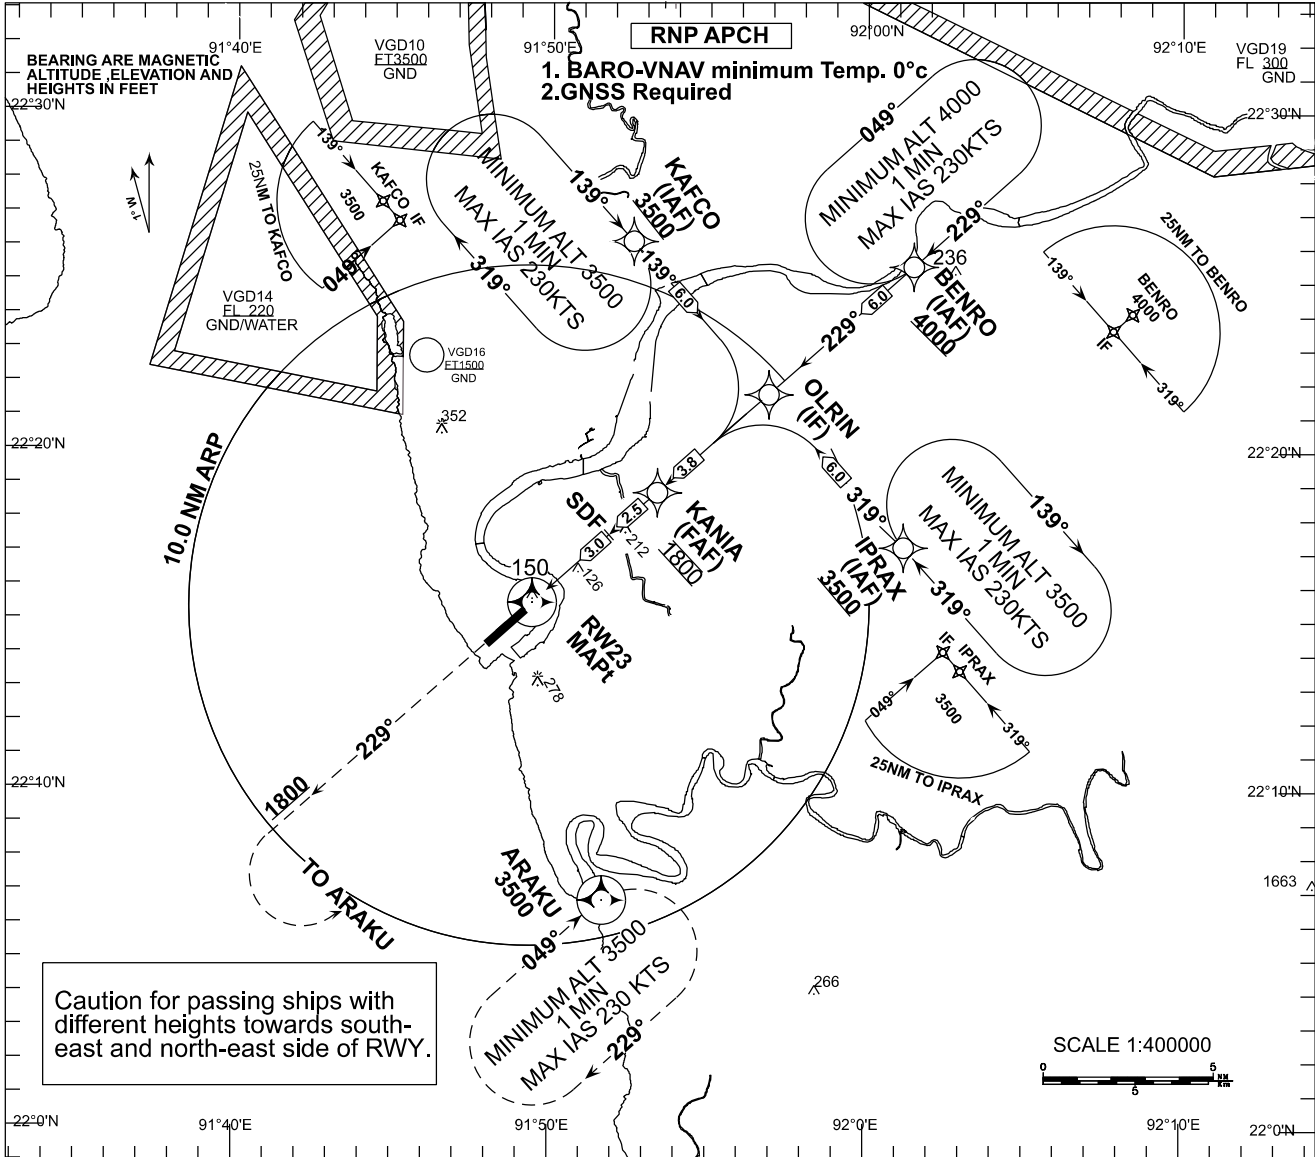 91°40'E
VGD10
FT3500
GND
91°50'E
RNP APCH
92°00'E
92°10'E
VGD19
FL 300
GND
BEARING ARE MAGNETIC
ALTITUDE ,ELEVATION AND
HEIGHTS IN FEET
1. BARO-VNAV minimum Temp. 0°c
2.GNSS Required
22°30'N
22°30'N
1° W
139°
KAFCO IF
3500
25NM TO KAFCO
049°
MINIMUM ALT 3500
1 MIN
MAX IAS 230KTS
139°
319°
KAFCO
(IAF)
3500
139°
6.0
049°
MINIMUM ALT 4000
1 MIN
MAX IAS 230KTS
229°
236
BENRO
(IAF)
4000
6.0
229°
25NM TO BENRO
139°
BENRO
4000
IF
319°
VGD14
FL 220
GND/WATER
VGD16
FT1500
GND
352
22°20'N
22°20'N
OLRIN
(IF)
10.0 NM ARP
3.8
6.0
319°
KANIA
(FAF)
1800
SDF
2.5
3.0
212
126
IPRAX
(IAF)
3500
MINIMUM ALT 3500
1 MIN
MAX IAS 230KTS
139°
319°
150
RW23
MAPt
278
IF IPRAX
3500
049°
319°
25NM TO IPRAX
229°
1800
22°10'N
22°10'N
TO ARAKU
ARAKU
3500
1663
049°
MINIMUM ALT 3500
1 MIN
MAX IAS 230 KTS
229°
266
Caution for passing ships with
different heights towards south-
east and north-east side of RWY.
SCALE 1:400000
0
5
NM
Km
5
22°0'N
91°40'E
91°50'E
92°0'E
92°10'E
22°0'N